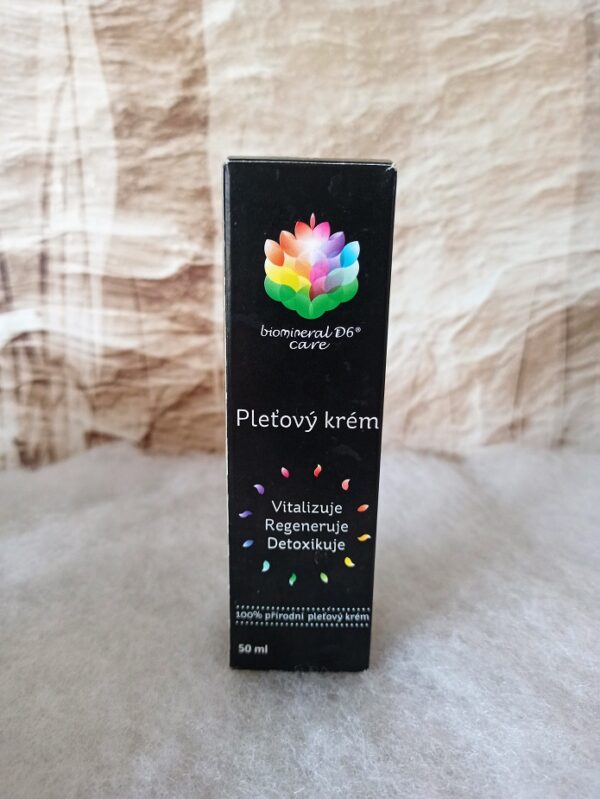 biomineral D6®
care
Pleťový krém
Vitalizuje
Regeneruje
Detoxikuje
100% přírodní pleťový krém
50 ml